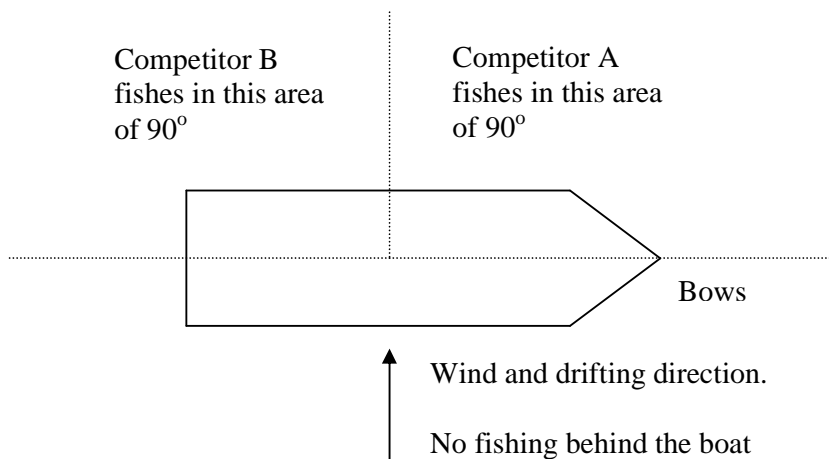 Competitor B
fishes in this area
of 90°
Competitor A
fishes in this area
of 90°
Bows
Wind and drifting direction.
No fishing behind the boat